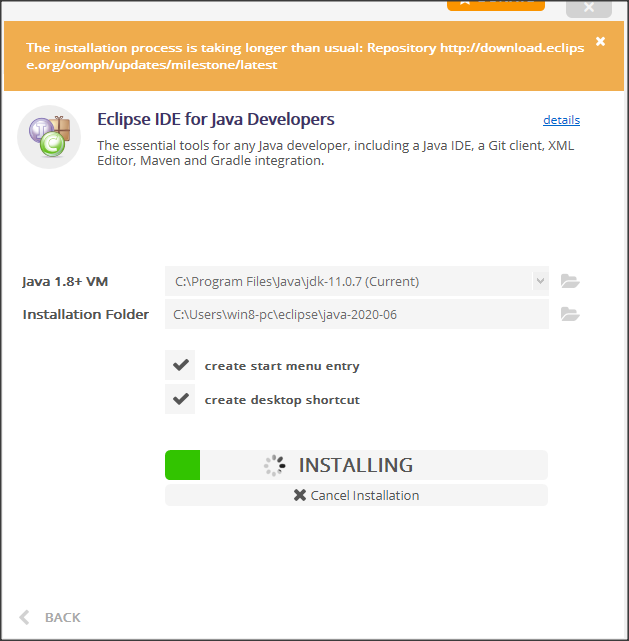 The installation process is taking longer than usual: Repository http://download.eclips
e.org/oomph/updates/milestone/latest
Eclipse IDE for Java Developers
details
The essential tools for any Java developer, including a Java IDE, a Git client, XML
Editor, Maven and Gradle integration.
Java 1.8+ VM
C:\Program Files\Java\jdk-11.0.7 (Current)
Installation Folder
C:\Users\win8-pc\eclipse\java-2020-06
create start menu entry
create desktop shortcut
INSTALLING
Cancel Installation
BACK